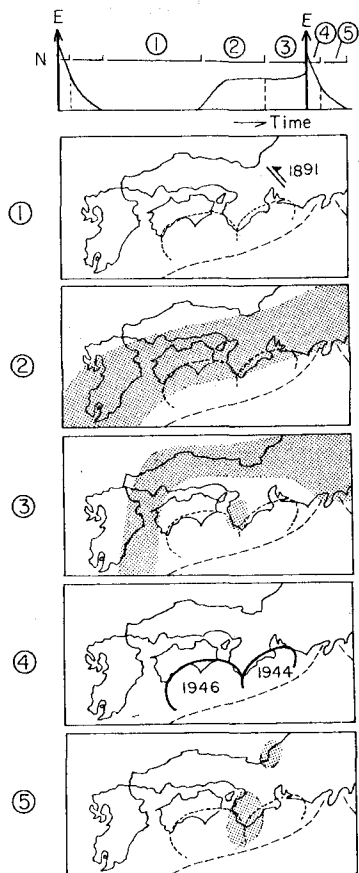 E
E
① ② ③ ④ ⑤
N
→ Time
①
1891
②
③
④
1946
1944
⑤